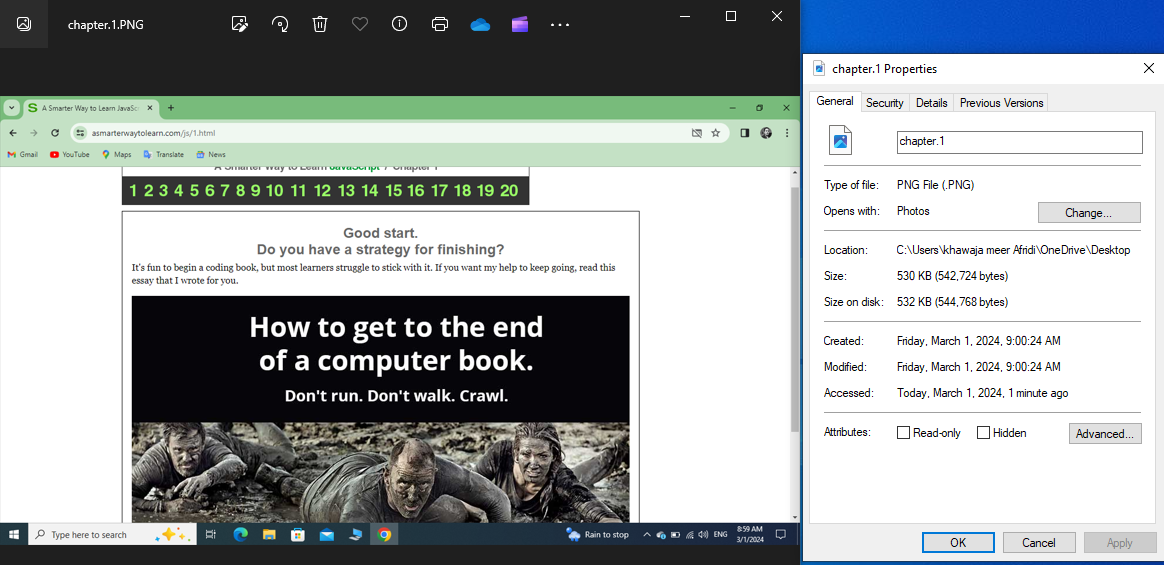 chapter.1.PNG
A Smarter Way to Learn JavaSc
asmarterwaytolearn.com/js/1.html
Gmail YouTube Maps Translate News
A Smarter Way to Learn JavaScript / Chapter 1
1 2 3 4 5 6 7 8 9 10 11 12 13 14 15 16 17 18 19 20
Good start.
Do you have a strategy for finishing?
It's fun to begin a coding book, but most learners struggle to stick with it. If you want my help to keep going, read this
essay that I wrote for you.
How to get to the end
of a computer book.
Don't run. Don't walk. Crawl.
Type here to search
Rain to stop
ENG
8:59 AM
3/1/2024
chapter.1 Properties
General Security Details Previous Versions
chapter.1
Type of file: PNG File (.PNG)
Opens with: Photos Change...
Location: C:\Users\khawaja meer Afridi\OneDrive\Desktop
Size: 530 KB (542,724 bytes)
Size on disk: 532 KB (544,768 bytes)
Created: Friday, March 1, 2024, 9:00:24 AM
Modified: Friday, March 1, 2024, 9:00:24 AM
Accessed: Today, March 1, 2024, 1 minute ago
Attributes: Read-only Hidden Advanced...
OK Cancel Apply